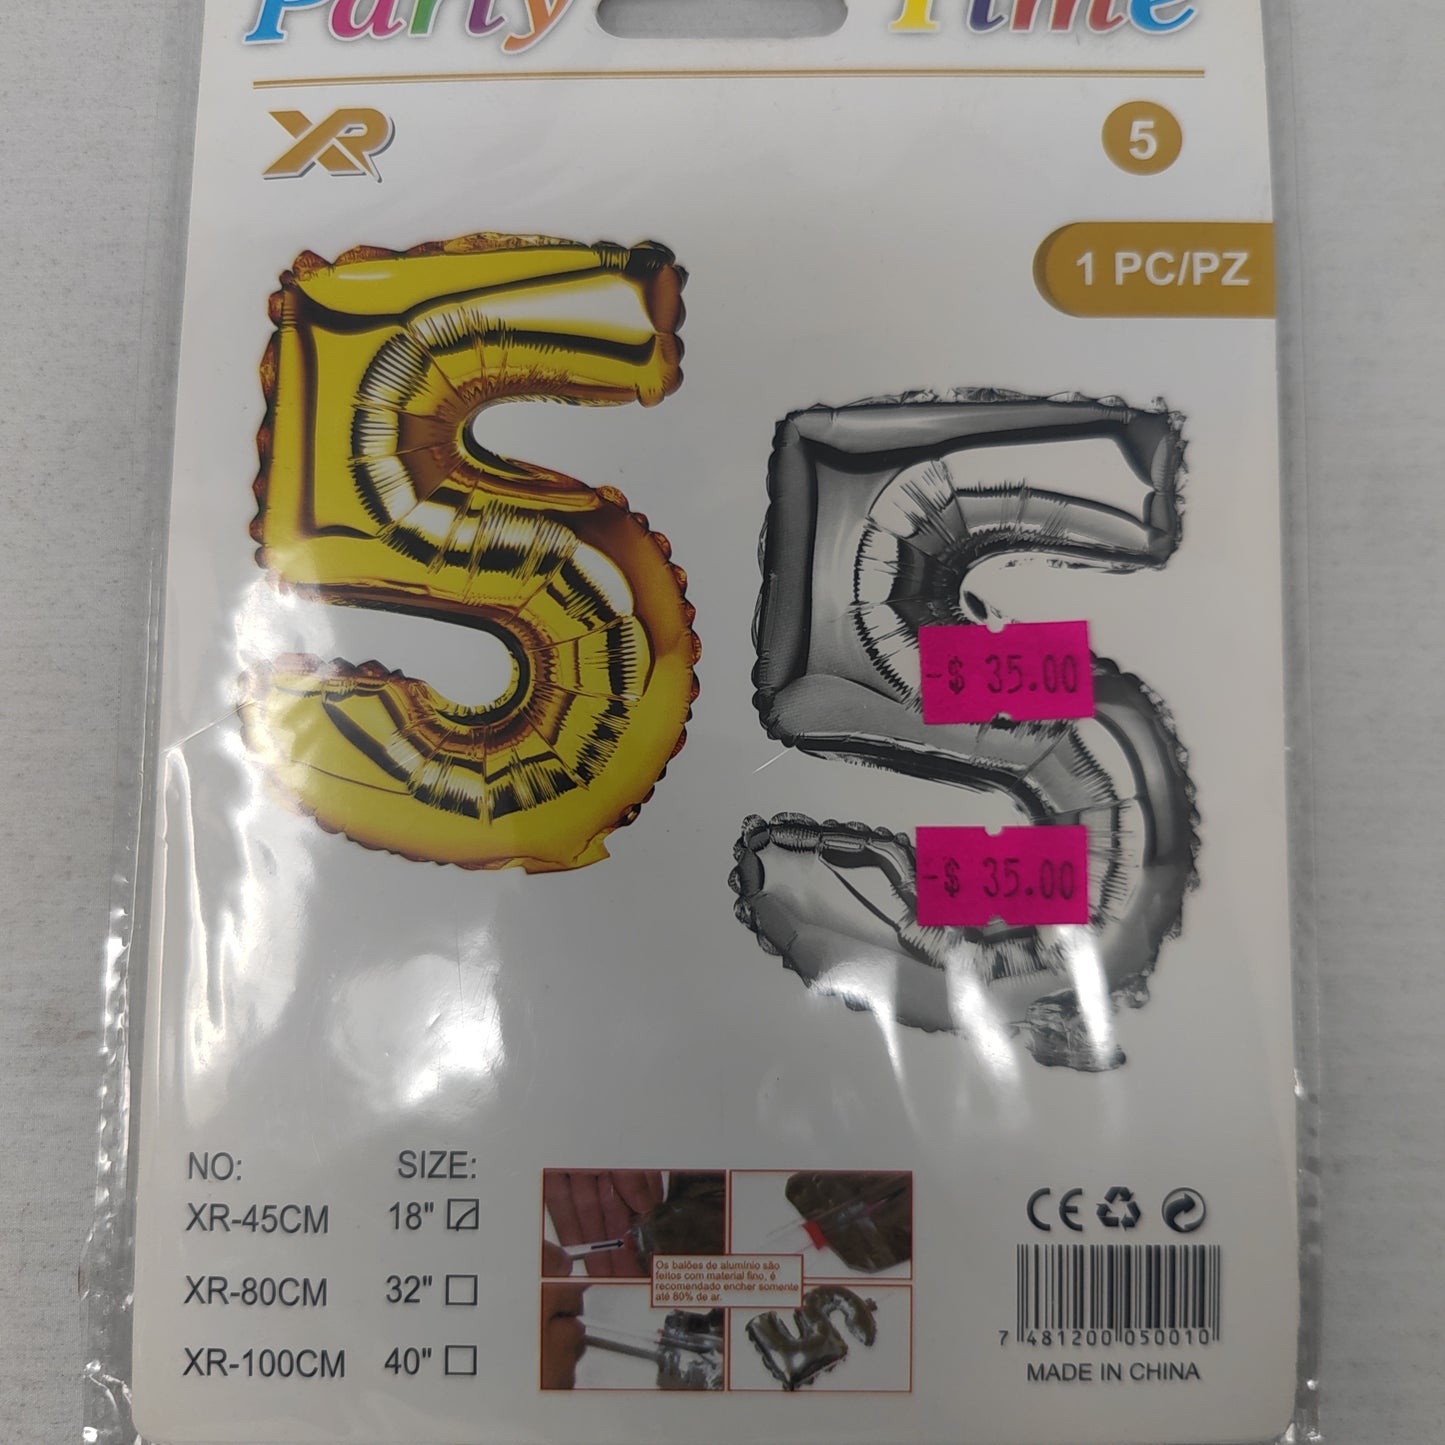 Party Time
XR
5
1 PC/PZ
-$ 35.00
-$ 35.00
NO: SIZE:
XR-45CM 18"
XR-80CM 32"
XR-100CM 40"
Os balões de alumínio são
feitos com material fino, é
recomendado encher somente
até 80% de ar.
CE
7 481200 050010
MADE IN CHINA